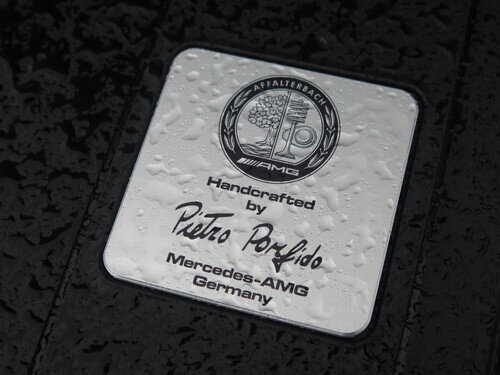 AFFALTERBACH
AMG
Handcrafted
by
Pietro Porfido
Mercedes-AMG
Germany